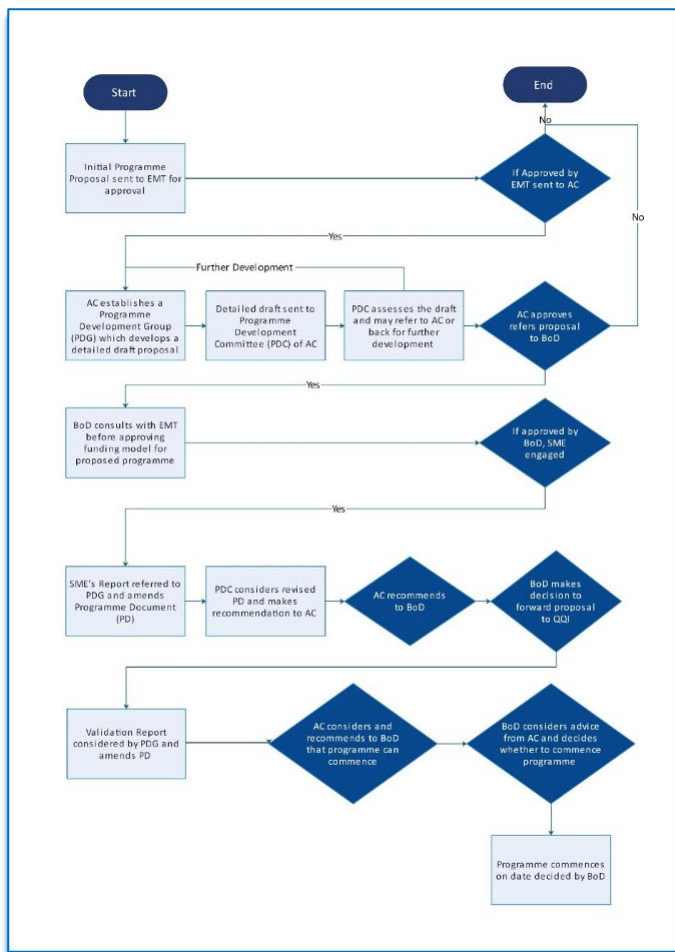 Start
End
No
Initial Programme
Proposal sent to EMT for
approval
If Approved by
EMT sent to AC
No
Yes
Further Development
AC establishes a
Programme
Development Group
(PDG) which develops a
detailed draft proposal
Detailed draft sent to
Programme
Development
Committee (PDC) of AC
PDC assesses the draft
and may refer to AC or
back for further
development
AC approves
refers proposal
to BoD
Yes
BoD consults with EMT
before approving
funding model for
proposed programme
If approved by
BoD, SME
engaged
Yes
SME's Report referred to
PDG and amends
Programme Document
(PD)
PDC considers revised
PD and makes
recommendation to AC
AC recommends
to BoD
BoD makes
decision to
forward proposal
to QQI
Validation Report
considered by PDG and
amends PD
AC considers and
recommends to BoD
that programme can
commence
BoD considers advice
from AC and decides
whether to commence
programme
Programme commences
on date decided by BoD